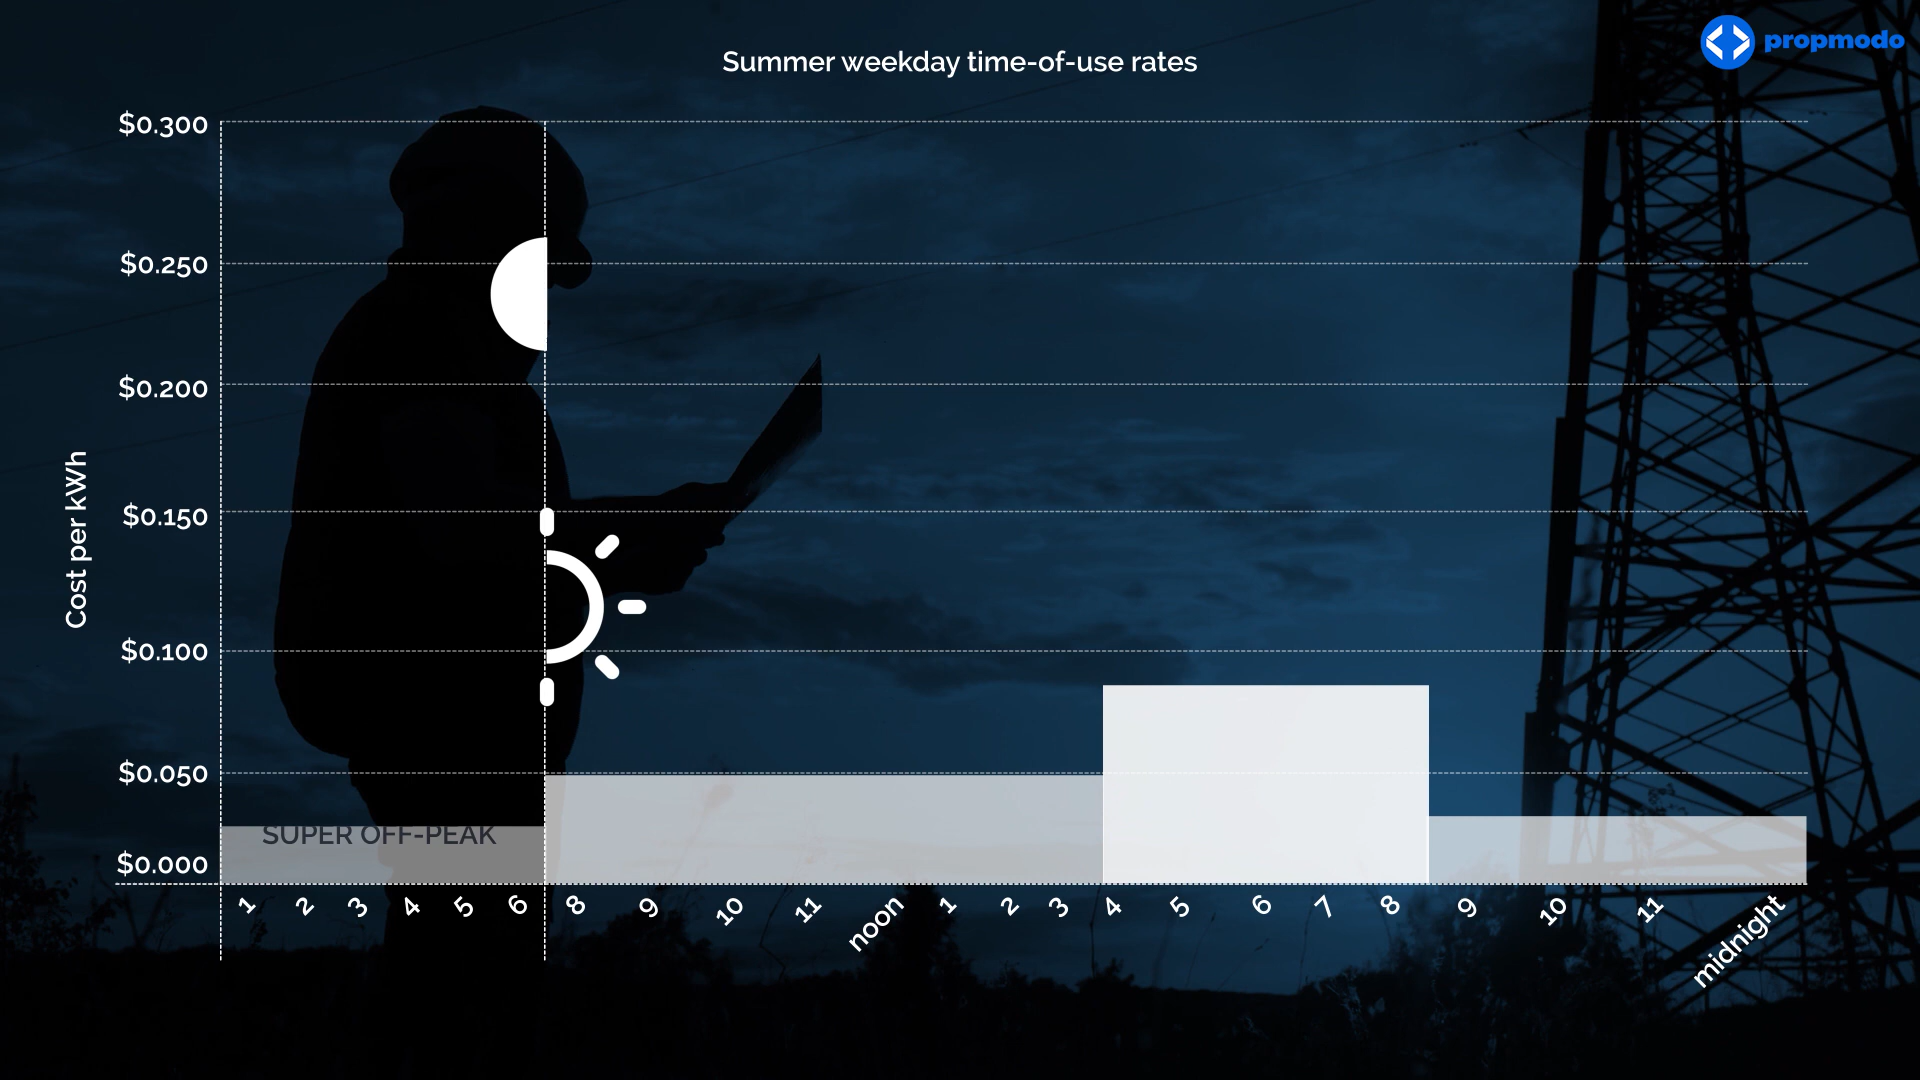 propmodo
Summer weekday time-of-use rates
$0.300
$0.250
$0.200
$0.150
$0.100
$0.050
$0.000
Cost per kWh
SUPER OFF-PEAK
1 2 3 4 5 6 8 9 10 11 noon 1 2 3 4 5 6 7 8 9 10 11 midnight